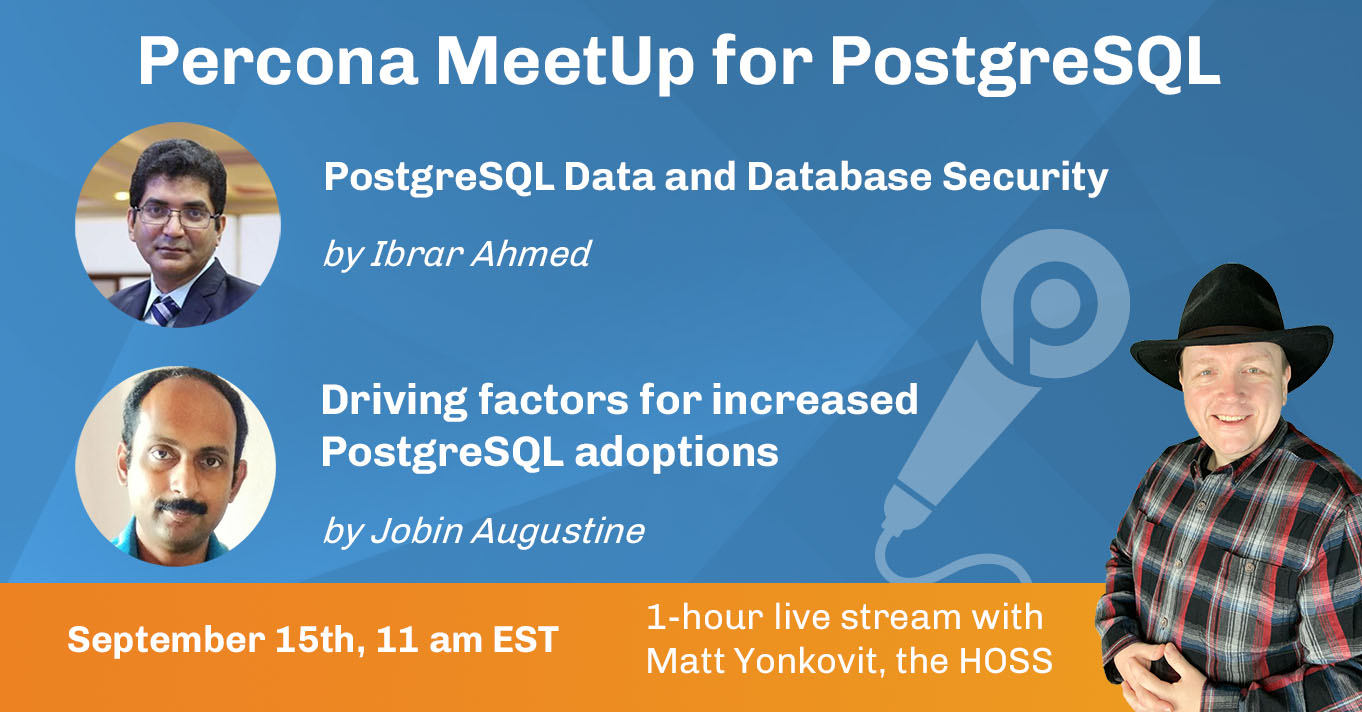 Percona MeetUp for PostgreSQL
PostgreSQL Data and Database Security
by Ibrar Ahmed
Driving factors for increased
PostgreSQL adoptions
by Jobin Augustine
September 15th, 11 am EST
1-hour live stream with
Matt Yonkovit, the HOSS